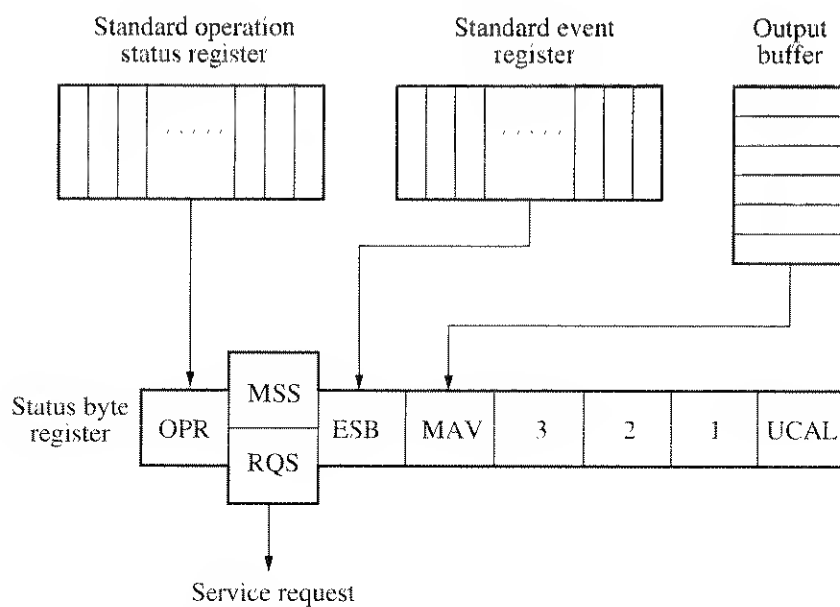 Standard operation
status register
Standard event
register
Output
buffer
Status byte
register
OPR
MSS
RQS
ESB
MAV
3
2
1
UCAL
Service request